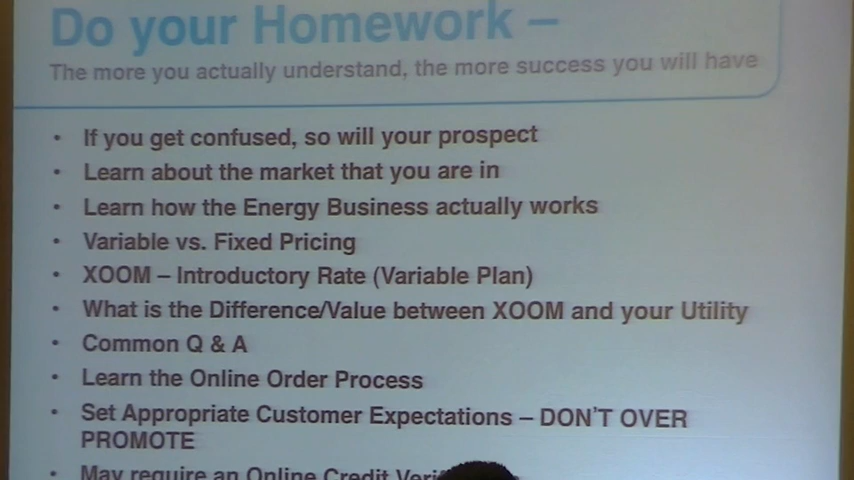 Do your Homework –
The more you actually understand, the more success you will have
• If you get confused, so will your prospect
• Learn about the market that you are in
• Learn how the Energy Business actually works
• Variable vs. Fixed Pricing
• XOOM – Introductory Rate (Variable Plan)
• What is the Difference/Value between XOOM and your Utility
• Common Q & A
• Learn the Online Order Process
• Set Appropriate Customer Expectations – DON'T OVER
PROMOTE
• May require an Online Credit